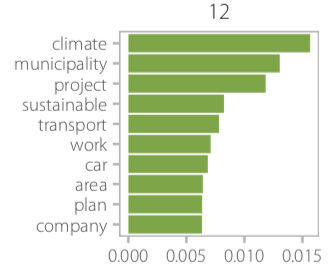 12
climate
municipality
project
sustainable
transport
work
car
area
plan
company
0.000 0.005 0.010 0.015